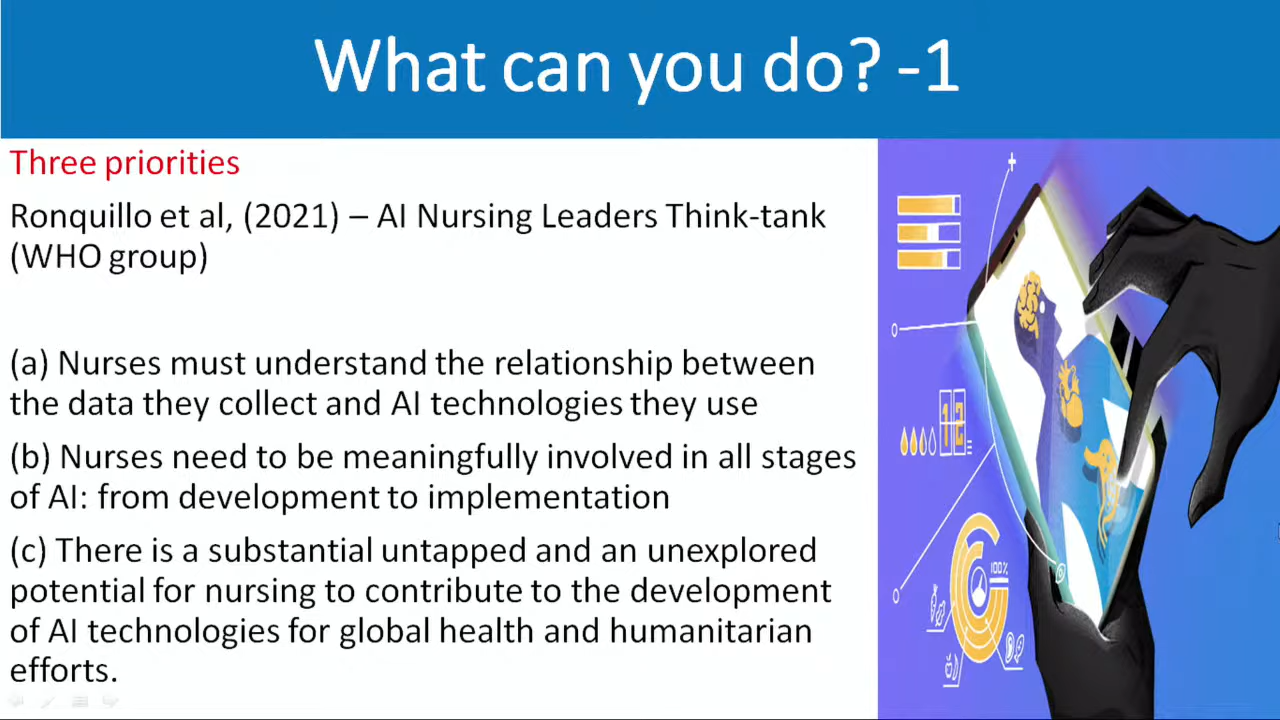 What can you do? -1
Three priorities
Ronquillo et al, (2021) – AI Nursing Leaders Think-tank
(WHO group)
(a) Nurses must understand the relationship between
the data they collect and AI technologies they use
(b) Nurses need to be meaningfully involved in all stages
of AI: from development to implementation
(c) There is a substantial untapped and an unexplored
potential for nursing to contribute to the development
of AI technologies for global health and humanitarian
efforts.
12
100%